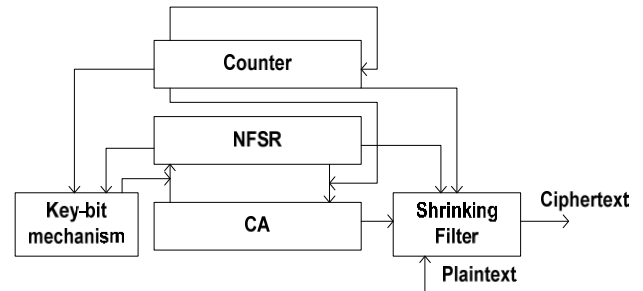 Counter
NFSR
Key-bit
mechanism
CA
Shrinking
Filter
Ciphertext
Plaintext